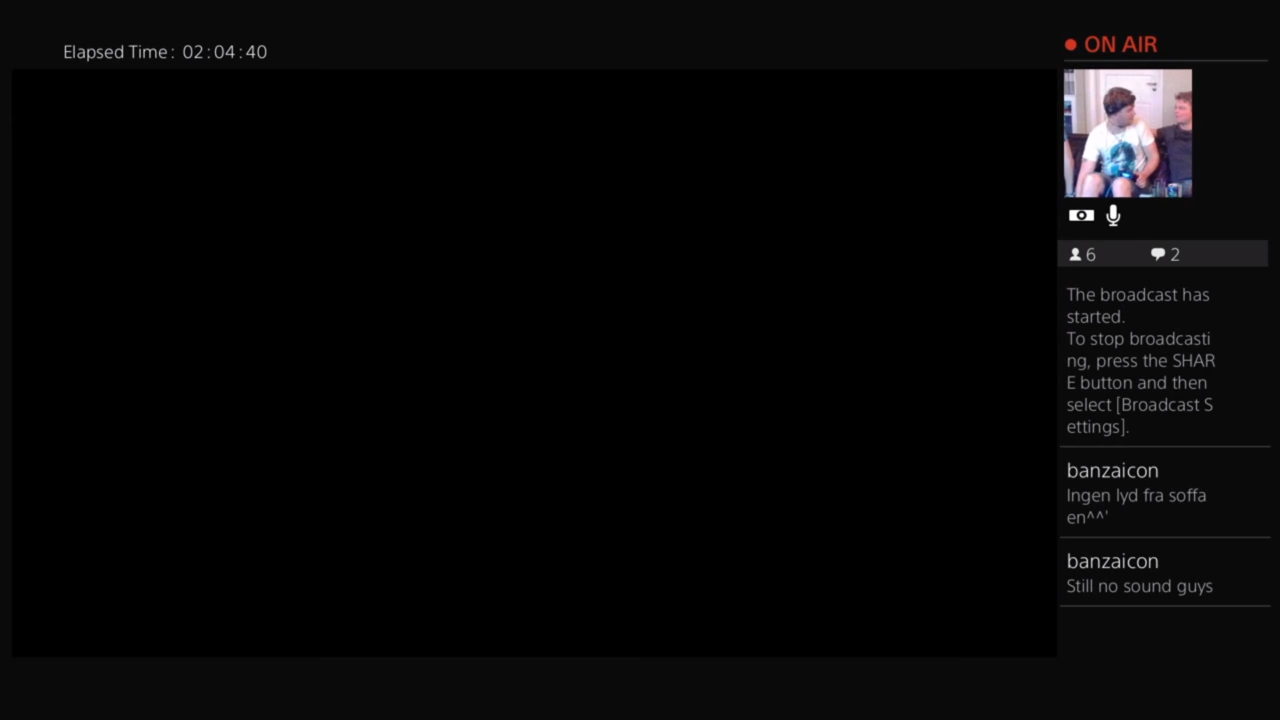 Elapsed Time: 02:04:40
ON AIR
6 2
The broadcast has
started.
To stop broadcasti
ng, press the SHAR
E button and then
select [Broadcast S
ettings].
banzaicon
Ingen lyd fra soffa
en^^'
banzaicon
Still no sound guys